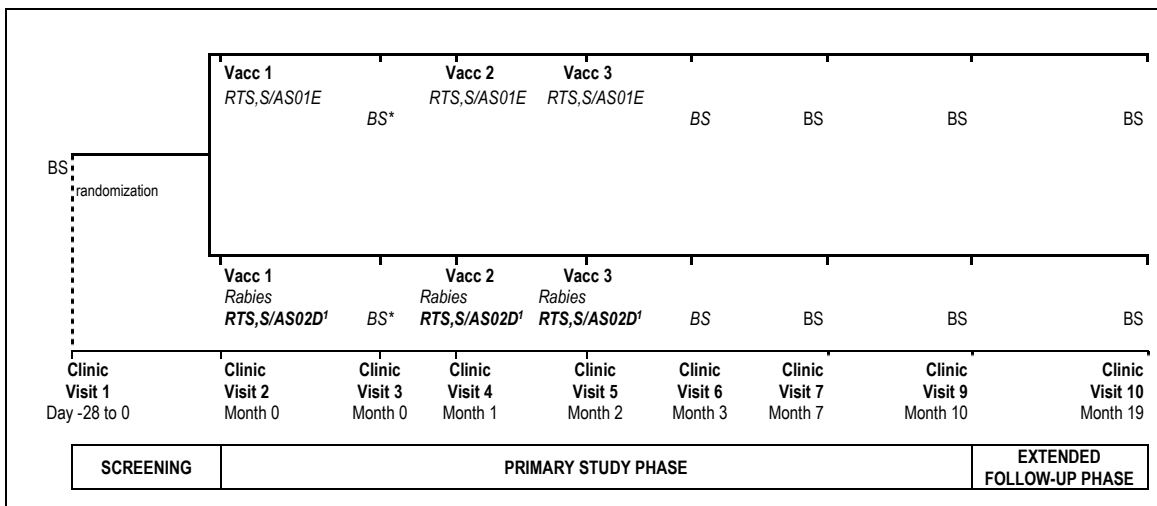 Vacc 1 Vacc 2 Vacc 3
RTS,S/AS01E RTS,S/AS01E RTS,S/AS01E
BS* BS BS BS BS
BS
randomization
Vacc 1 Vacc 2 Vacc 3
Rabies Rabies Rabies
RTS,S/AS02D¹ BS* RTS,S/AS02D¹ RTS,S/AS02D¹ BS BS BS BS
Clinic Clinic Clinic Clinic Clinic Clinic Clinic Clinic Clinic
Visit 1 Visit 2 Visit 3 Visit 4 Visit 5 Visit 6 Visit 7 Visit 9 Visit 10
Day -28 to 0 Month 0 Month 0 Month 1 Month 2 Month 3 Month 7 Month 10 Month 19
SCREENING PRIMARY STUDY PHASE EXTENDED
FOLLOW-UP PHASE